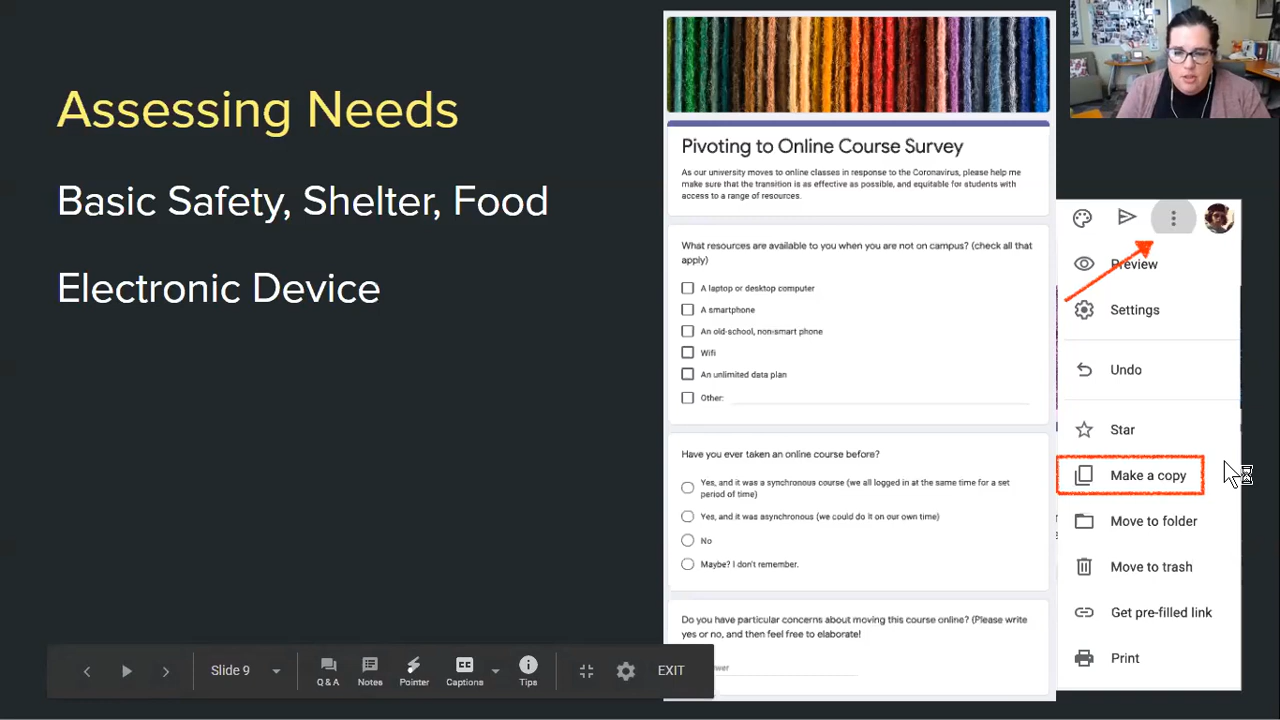 Assessing Needs
Basic Safety, Shelter, Food
Electronic Device
Pivoting to Online Course Survey
As our university moves to online classes in response to the Coronavirus, please help me
make sure that the transition is as effective as possible, and equitable for students with
access to a range of resources.
What resources are available to you when you are not on campus? (check all that
apply)
A laptop or desktop computer
A smartphone
An old-school, non-smart phone
Wifi
An unlimited data plan
Other:
Have you ever taken an online course before?
Yes, and it was a synchronous course (we all logged in at the same time for a set
period of time)
Yes, and it was asynchronous (we could do it on our own time)
No
Maybe? I don't remember.
Do you have particular concerns about moving this course online? (Please write
yes or no, and then feel free to elaborate!
Preview
Settings
Undo
Star
Make a copy
Move to folder
Move to trash
Get pre-filled link
Print
Slide 9
Q & A
Notes
Pointer
Captions
Tips
EXIT